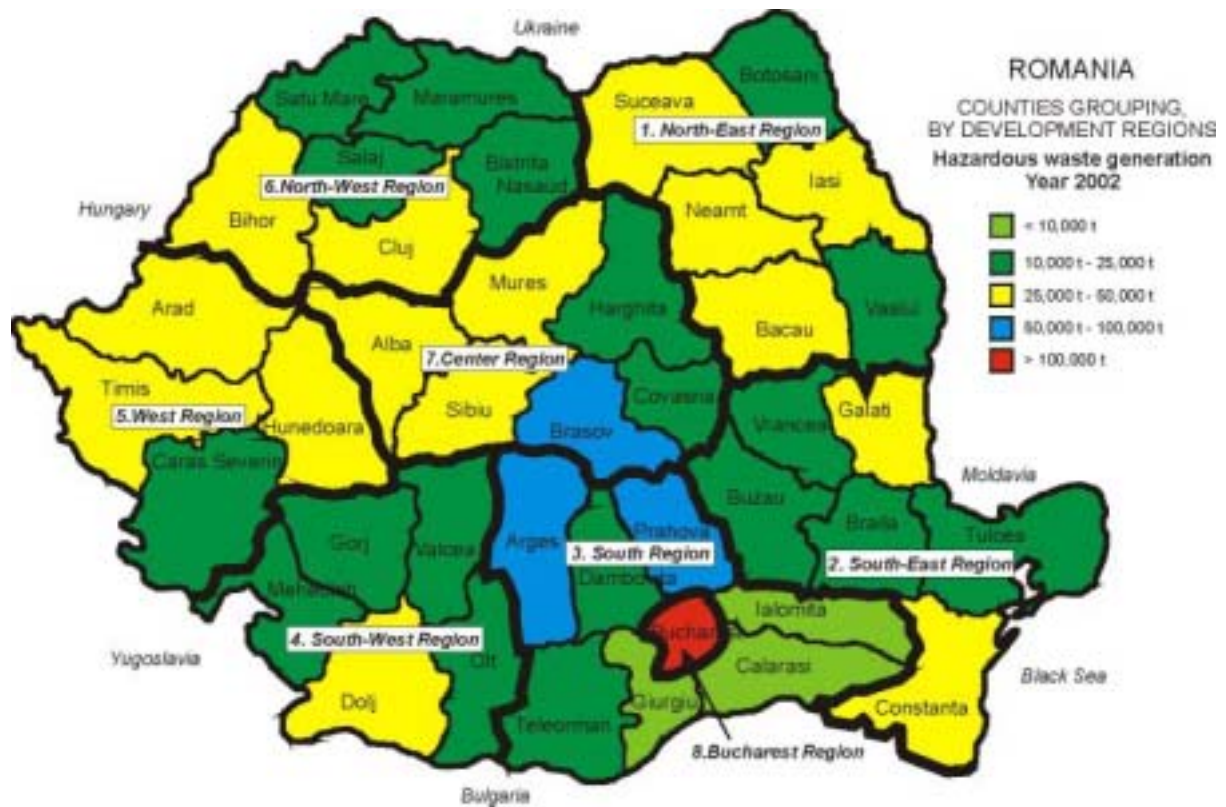 Ukraine
ROMANIA
COUNTIES GROUPING,
BY DEVELOPMENT REGIONS
Hazardous waste generation
Year 2002
< 10,000 t
10,000 t - 25,000 t
25,000 t - 50,000 t
50,000 t - 100,000 t
> 100,000 t
Botosani
Satu Mare
Maramures
Suceava
1. North-East Region
Salaj
Bistrita
Nasaud
6.North-West Region
Iasi
Hungary
Bihor
Neamt
Cluj
Mures
Arad
Harghita
Vaslui
Bacau
Alba
7.Center Region
Timis
5.West Region
Sibiu
Covasna
Hunedoara
Brasov
Vrancea
Galati
Caras Severin
Moldavia
Buzau
Braila
Tulcea
Gorj
Valcea
Arges
Prahova
3. South Region
2. South-East Region
Dambovita
Mehedinti
Ialomita
4. South-West Region
Olt
Yugoslavia
Calarasi
Black Sea
Dolj
Giurgiu
Constanta
Teleorman
8.Bucharest Region
Bulgaria